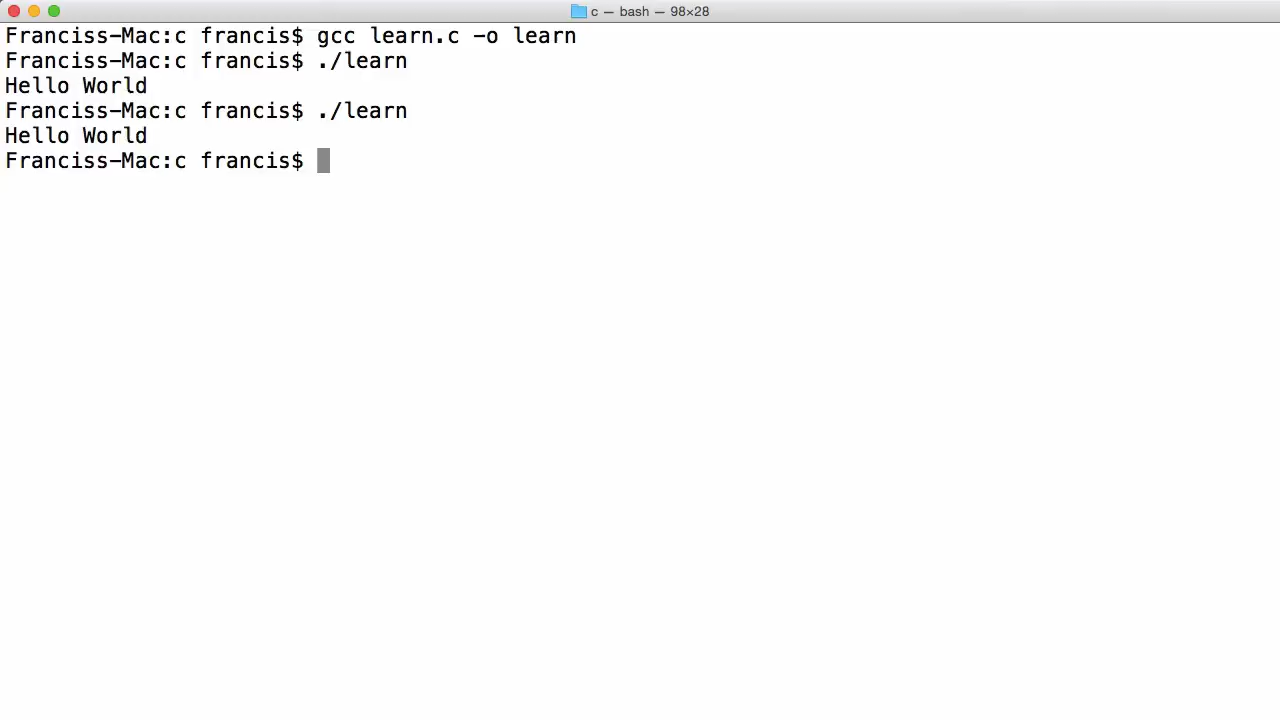 c — bash — 98×28
Franciss-Mac:c francis$ gcc learn.c -o learn
Franciss-Mac:c francis$ ./learn
Hello World
Franciss-Mac:c francis$ ./learn
Hello World
Franciss-Mac:c francis$